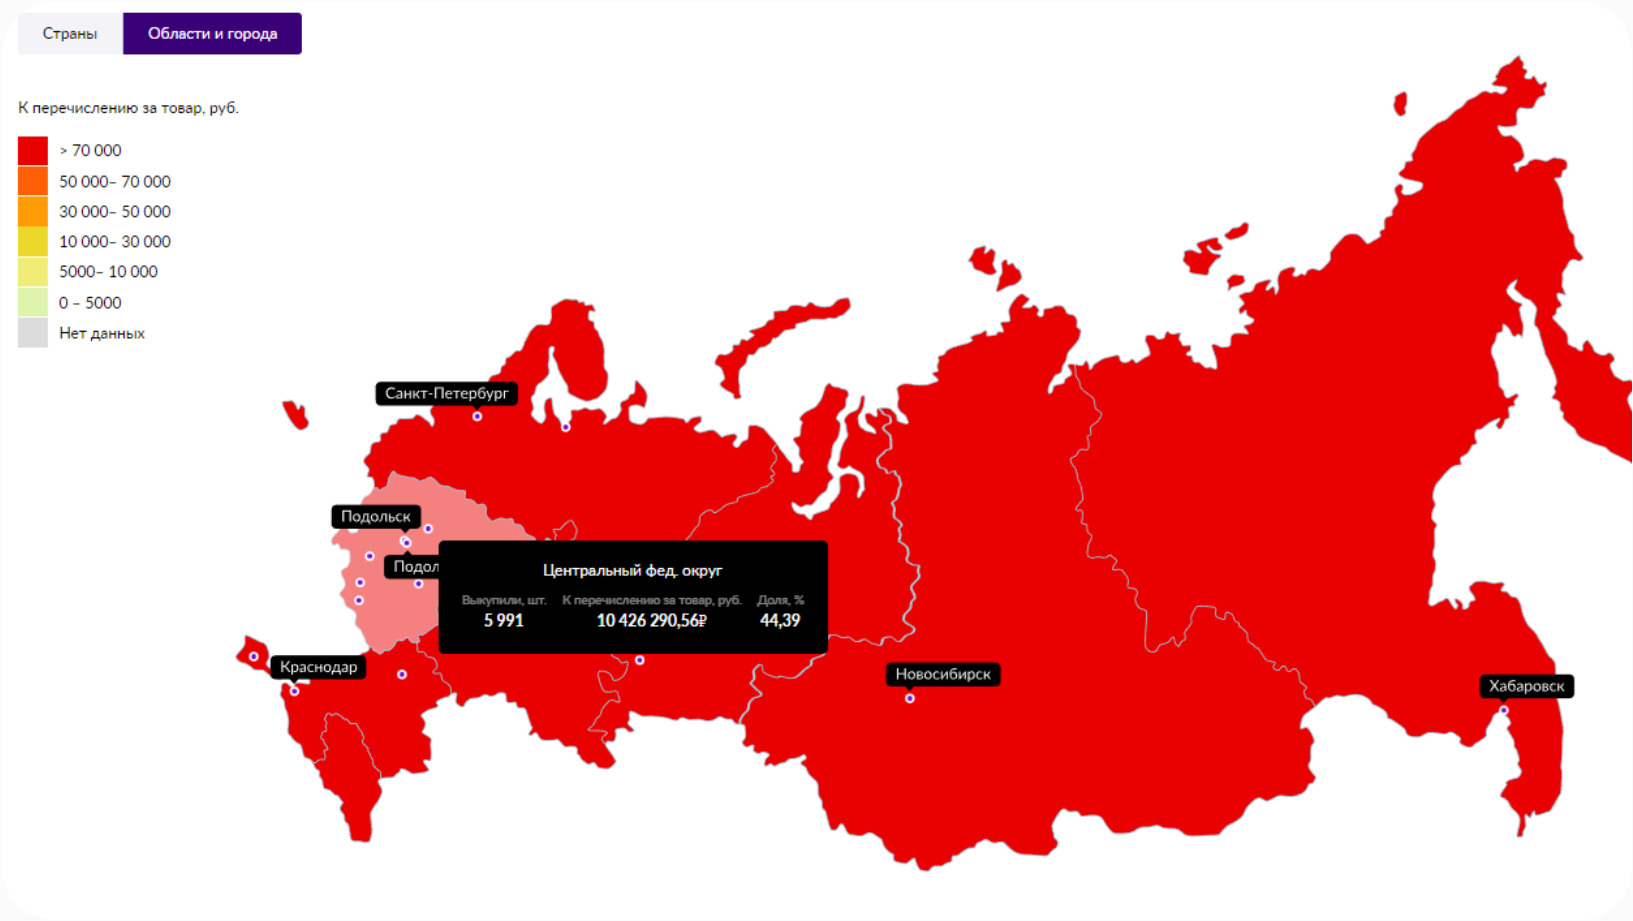 Страны
Области и города
К перечислению за товар, руб.
> 70 000
50 000– 70 000
30 000– 50 000
10 000– 30 000
5000– 10 000
0 – 5000
Нет данных
Санкт-Петербург
Подольск
Подол
Центральный фед. округ
Выкупили, шт. К перечислению за товар, руб. Доля, %
5 991 10 426 290,56₽ 44,39
Краснодар
Новосибирск
Хабаровск